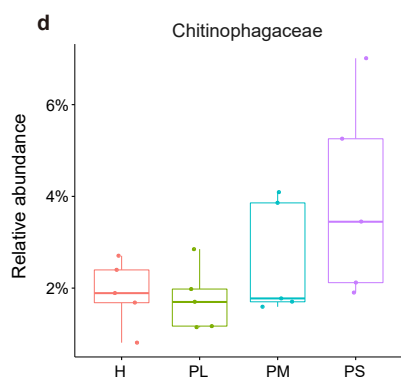 d
Chitinophagaceae
Relative abundance
6%
4%
2%
H PL PM PS